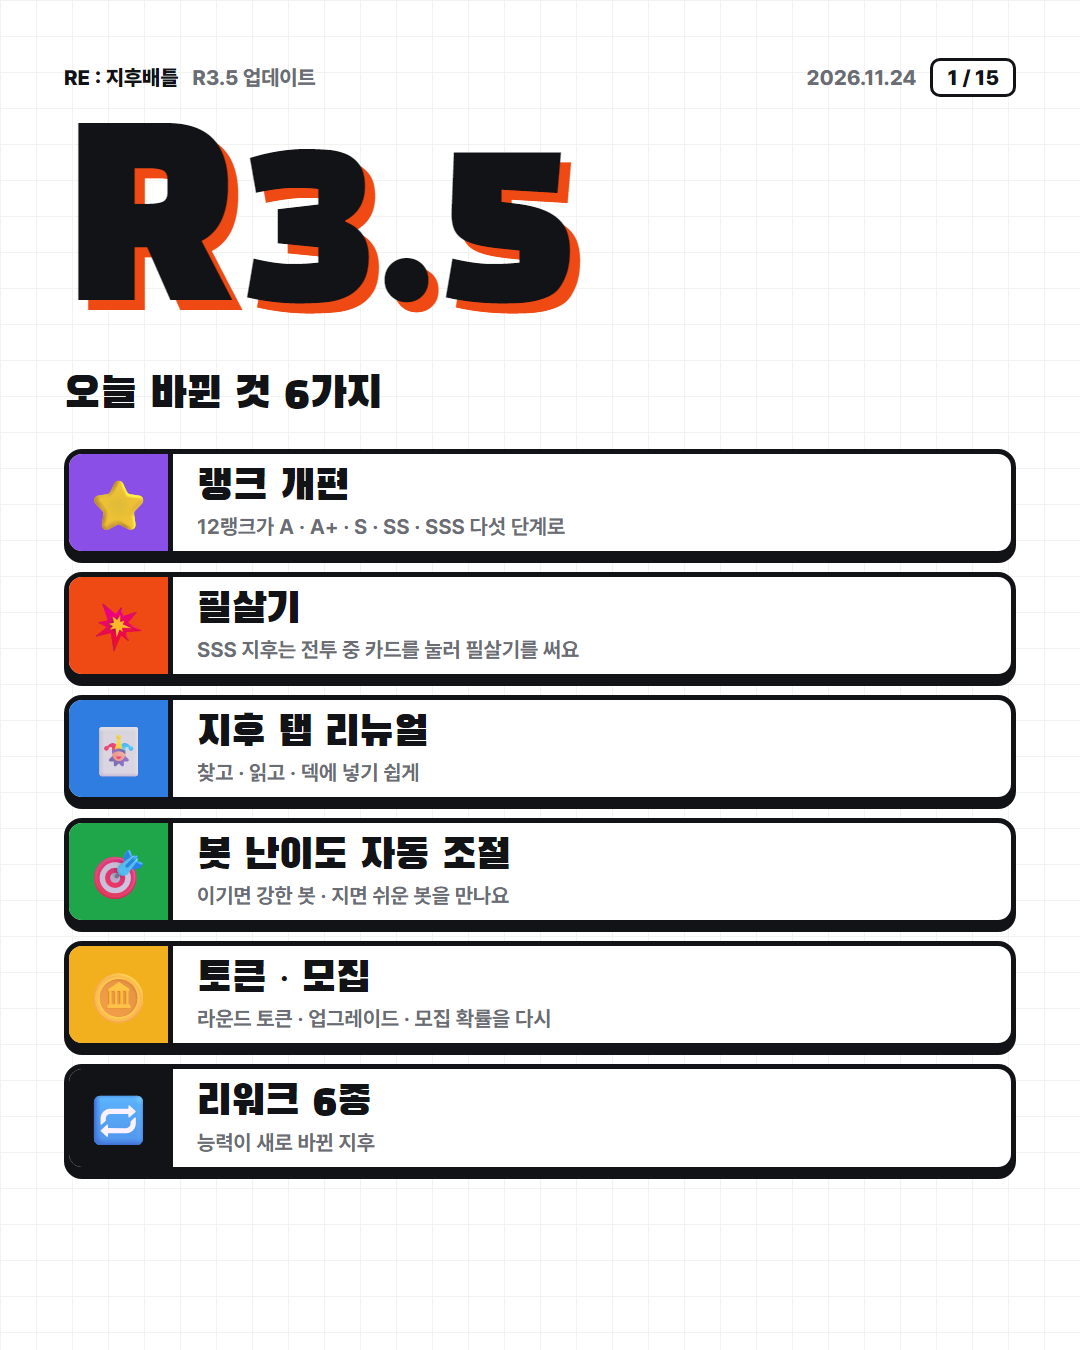 RE : 지후배틀 R3.5 업데이트
2026.11.24 1 / 15
R3.5
오늘 바뀐 것 6가지
랭크 개편
12랭크가 A · A+ · S · SS · SSS 다섯 단계로
필살기
SSS 지후는 전투 중 카드를 눌러 필살기를 써요
지후 탭 리뉴얼
찾고 · 읽고 · 덱에 넣기 쉽게
봇 난이도 자동 조절
이기면 강한 봇 · 지면 쉬운 봇을 만나요
토큰 · 모집
라운드 토큰 · 업그레이드 · 모집 확률을 다시
리워크 6종
능력이 새로 바뀐 지후